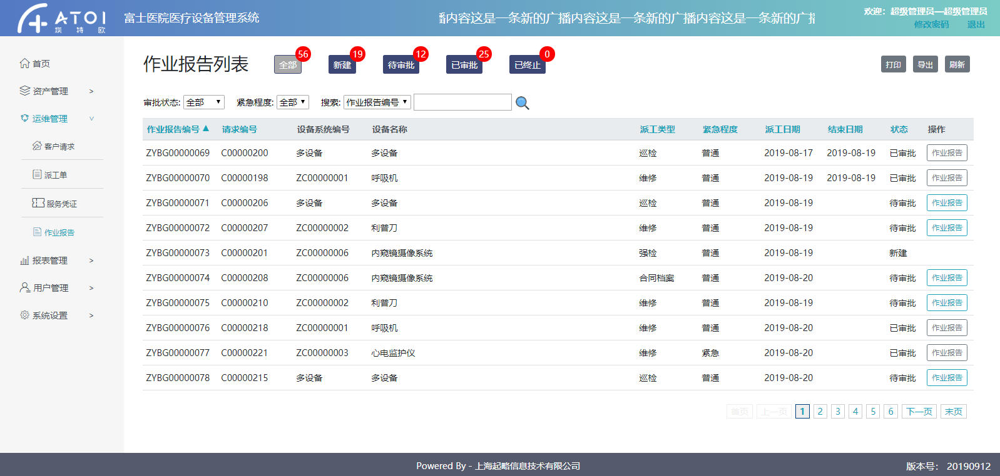 ATOI
埃特欧
富士医院医疗设备管理系统
播内容这是一条新的广播内容这是一条新的广播内容这是一条新的广播
欢迎：超级管理员—超级管理员
修改密码 退出
首页
资产管理 >
运维管理 ∨
客户请求
派工单
服务凭证
作业报告
报表管理 >
用户管理 >
系统设置 >
作业报告列表
全部 56
新建 19
待审批 12
已审批 25
已终止 0
打印 导出 刷新
审批状态: 全部 ▼ 紧急程度: 全部 ▼ 搜索: 作业报告编号 ▼
作业报告编号 ▲ 请求编号 设备系统编号 设备名称 派工类型 紧急程度 派工日期 结束日期 状态 操作
ZYBG00000069 C00000200 多设备 多设备 巡检 普通 2019-08-17 2019-08-19 已审批 作业报告
ZYBG00000070 C00000198 ZC00000001 呼吸机 维修 普通 2019-08-19 2019-08-19 已审批 作业报告
ZYBG00000071 C00000206 多设备 多设备 巡检 普通 2019-08-19 待审批 作业报告
ZYBG00000072 C00000207 ZC00000002 利普刀 维修 普通 2019-08-19 待审批 作业报告
ZYBG00000073 C00000201 ZC00000006 内窥镜摄像系统 强检 普通 2019-08-19 新建
ZYBG00000074 C00000208 ZC00000006 内窥镜摄像系统 合同档案 普通 2019-08-20 待审批 作业报告
ZYBG00000075 C00000210 ZC00000002 利普刀 维修 普通 2019-08-19 待审批 作业报告
ZYBG00000076 C00000218 ZC00000001 呼吸机 维修 普通 2019-08-20 已审批 作业报告
ZYBG00000077 C00000221 ZC00000003 心电监护仪 维修 紧急 2019-08-20 已审批 作业报告
ZYBG00000078 C00000215 多设备 多设备 巡检 普通 2019-08-20 待审批 作业报告
首页 上一页 1 2 3 4 5 6 下一页 末页
Powered By - 上海起略信息技术有限公司
版本号： 20190912